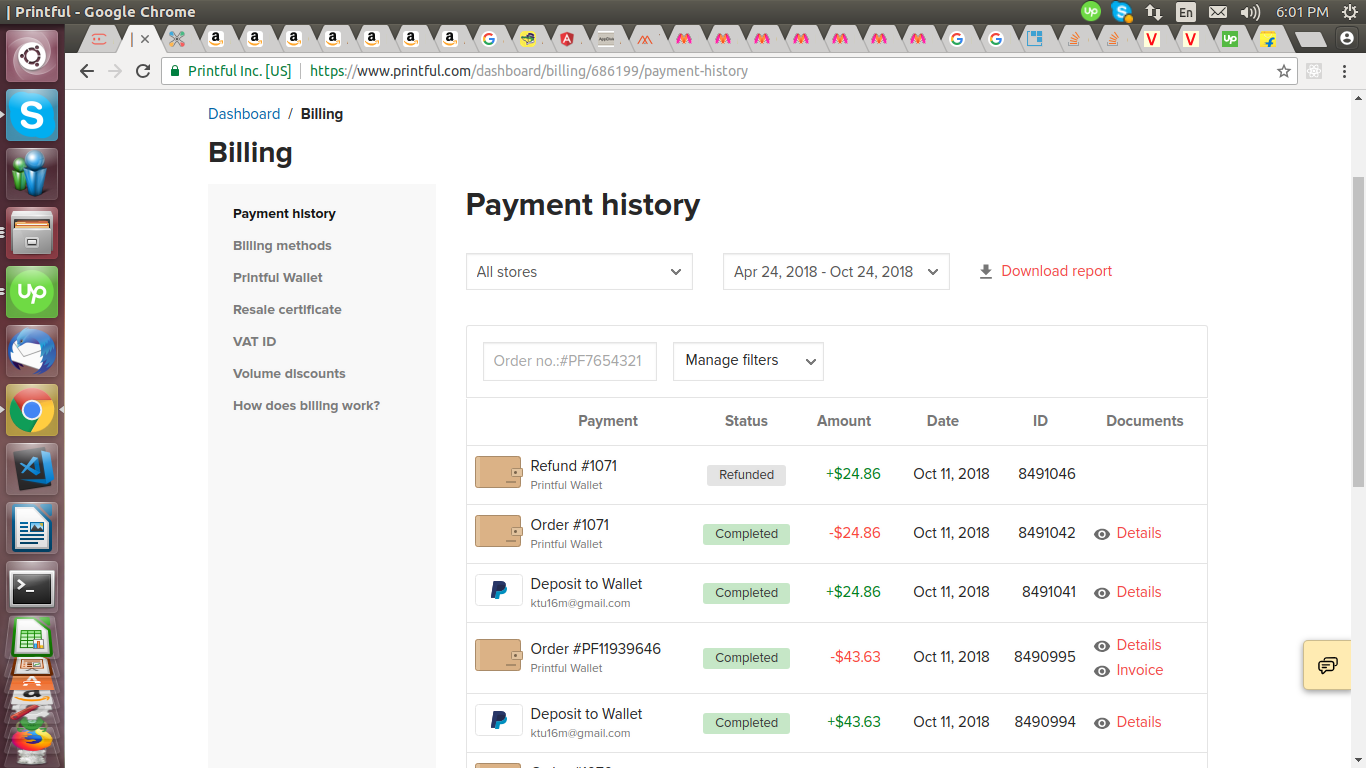 | Printful - Google Chrome
En
6:01 PM
Printful Inc. [US]
https://www.printful.com/dashboard/billing/686199/payment-history
Dashboard / Billing
Billing
Payment history
Billing methods
Printful Wallet
Resale certificate
VAT ID
Volume discounts
How does billing work?
Payment history
All stores
Apr 24, 2018 - Oct 24, 2018
Download report
Order no.:#PF7654321
Manage filters
Payment Status Amount Date ID Documents
Refund #1071 Refunded +$24.86 Oct 11, 2018 8491046
Printful Wallet
Order #1071 Completed -$24.86 Oct 11, 2018 8491042 Details
Printful Wallet
Deposit to Wallet Completed +$24.86 Oct 11, 2018 8491041 Details
ktu16m@gmail.com
Order #PF11939646 Completed -$43.63 Oct 11, 2018 8490995 Details
Printful Wallet Invoice
Deposit to Wallet Completed +$43.63 Oct 11, 2018 8490994 Details
ktu16m@gmail.com